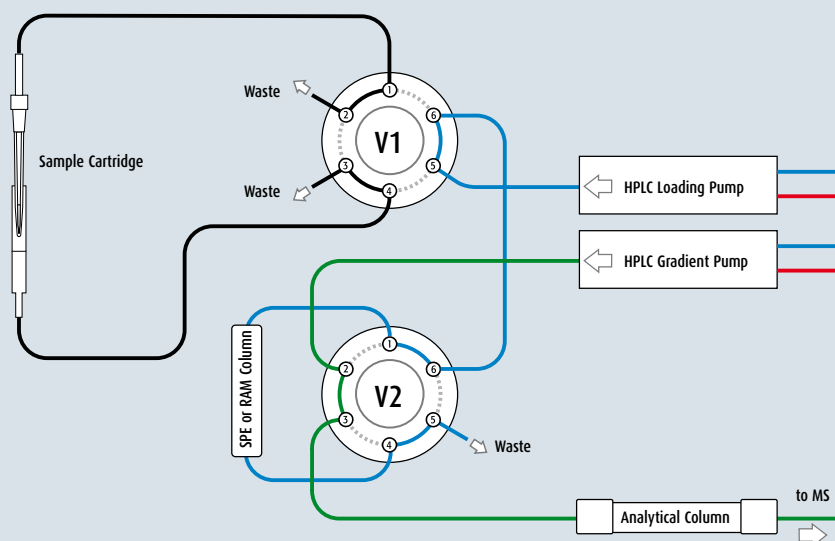 Waste
1
2
6
V1
3
5
4
Sample Cartridge
Waste
HPLC Loading Pump
HPLC Gradient Pump
SPE or RAM Column
1
2
6
V2
3
5
4
Waste
to MS
Analytical Column